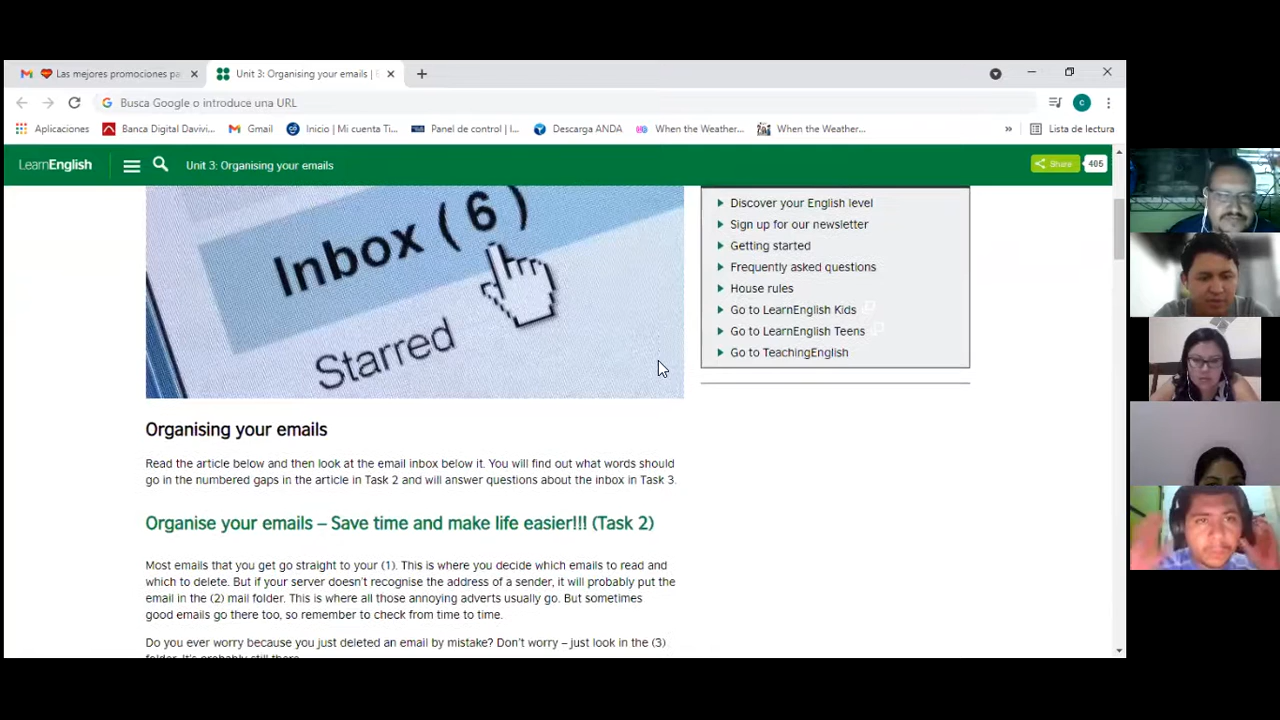 Las mejores promociones pa
Unit 3: Organising your emails | E
Busca Google o introduce una URL
C
Aplicaciones
Banca Digital Davivi...
Gmail
Inicio | Mi cuenta Ti...
Panel de control | I...
Descarga ANDA
When the Weather...
When the Weather...
»
Lista de lectura
LearnEnglish
Unit 3: Organising your emails
Share
405
Inbox ( 6 )
Starred
Discover your English level
Sign up for our newsletter
Getting started
Frequently asked questions
House rules
Go to LearnEnglish Kids
Go to LearnEnglish Teens
Go to TeachingEnglish
Organising your emails
Read the article below and then look at the email inbox below it. You will find out what words should
go in the numbered gaps in the article in Task 2 and will answer questions about the inbox in Task 3.
Organise your emails – Save time and make life easier!!! (Task 2)
Most emails that you get go straight to your (1). This is where you decide which emails to read and
which to delete. But if your server doesn't recognise the address of a sender, it will probably put the
email in the (2) mail folder. This is where all those annoying adverts usually go. But sometimes
good emails go there too, so remember to check from time to time.
Do you ever worry because you just deleted an email by mistake? Don't worry – just look in the (3)
folder. It's probably still there.